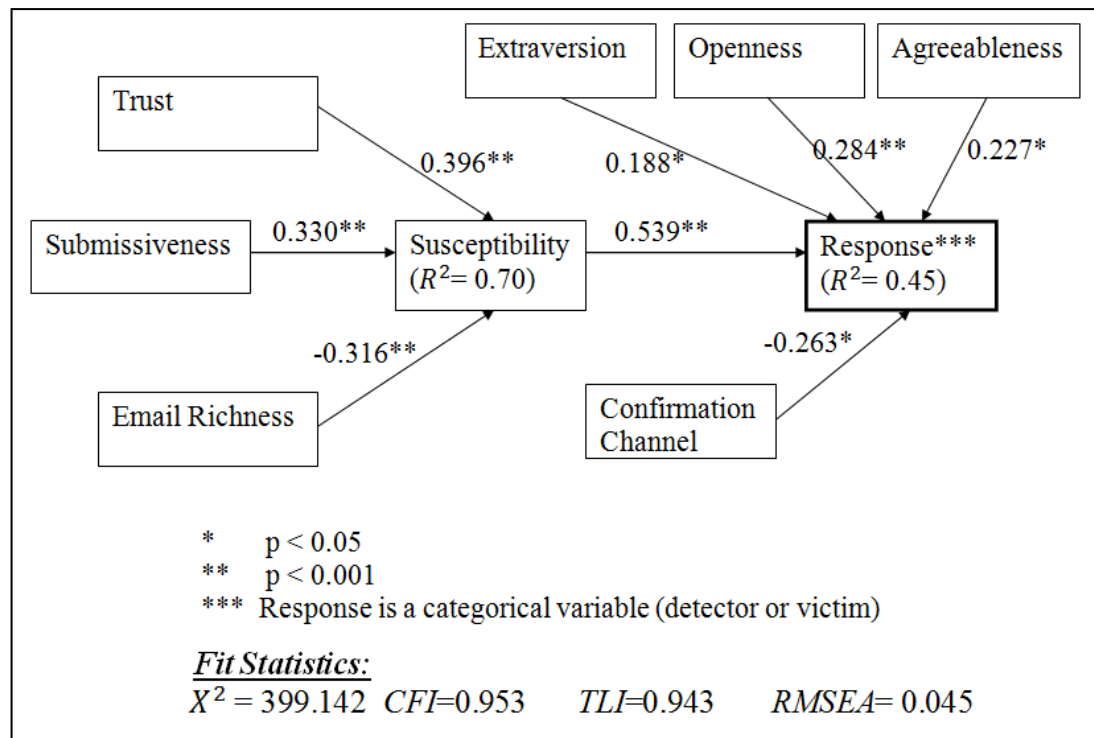 Extraversion
Openness
Agreeableness
Trust
0.396**
0.188*
0.284**
0.227*
Submissiveness
0.330**
Susceptibility
(R²= 0.70)
0.539**
Response***
(R²= 0.45)
-0.316**
-0.263*
Email Richness
Confirmation
Channel
* p < 0.05
** p < 0.001
*** Response is a categorical variable (detector or victim)
Fit Statistics:
X² = 399.142 CFI=0.953 TLI=0.943 RMSEA= 0.045